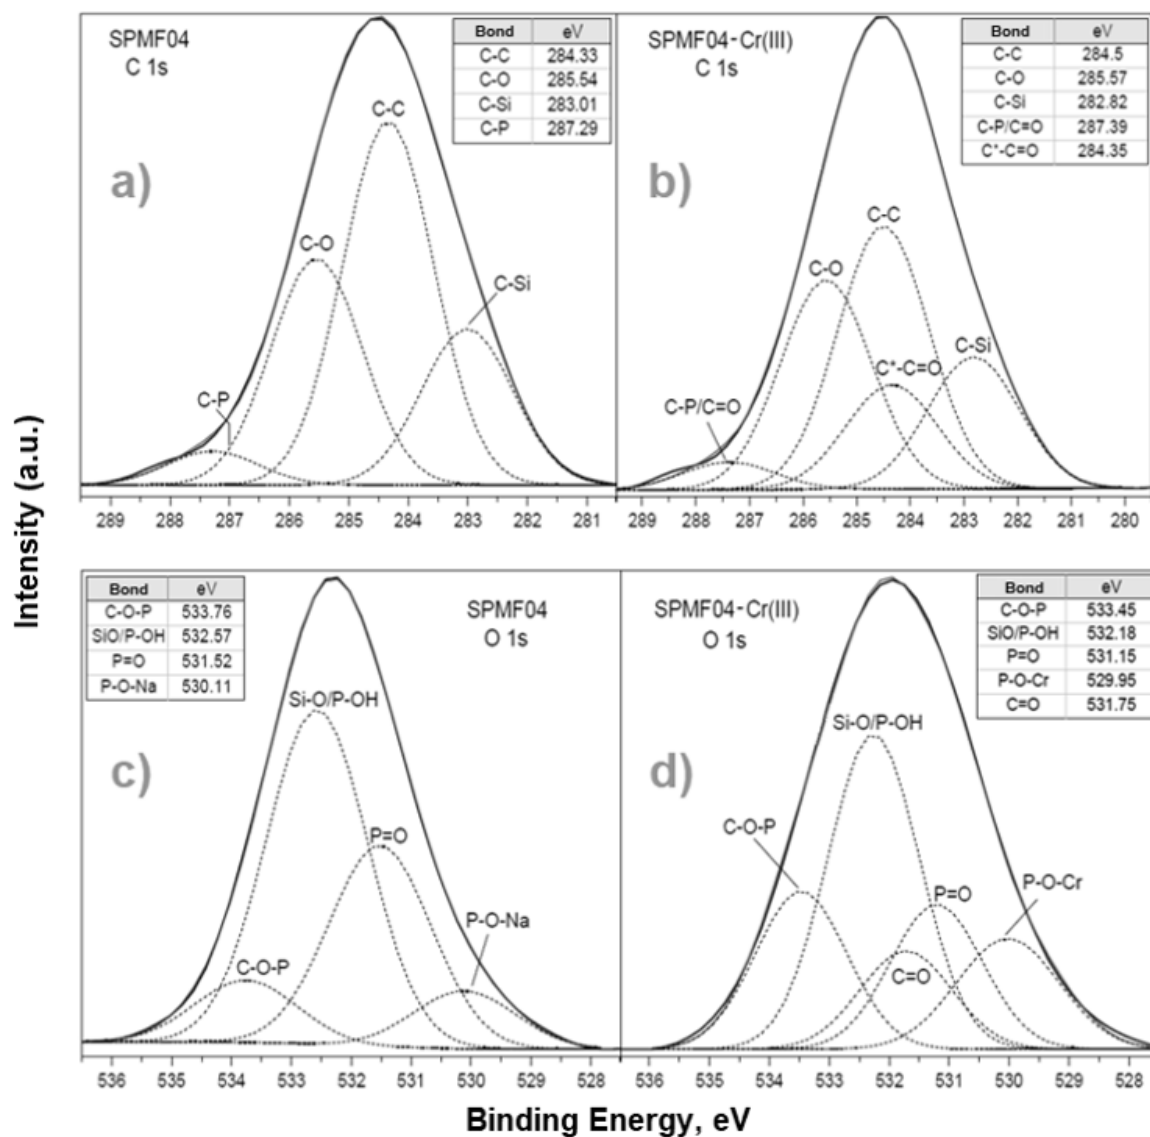 SPMF04
C 1s
Bond eV
C-C 284.33
C-O 285.54
C-Si 283.01
C-P 287.29
a)
C-C
C-O
C-Si
C-P
289 288 287 286 285 284 283 282 281
SPMF04-Cr(III)
C 1s
Bond eV
C-C 284.5
C-O 285.57
C-Si 282.82
C-P/C=O 287.39
C*-C=O 284.35
b)
C-C
C-O
C-Si
C*-C=O
C-P/C=O
289 288 287 286 285 284 283 282 281 280
Intensity (a.u.)
Bond eV
C-O-P 533.76
SiO/P-OH 532.57
P=O 531.52
P-O-Na 530.11
SPMF04
O 1s
c)
Si-O/P-OH
P=O
P-O-Na
C-O-P
536 535 534 533 532 531 530 529 528
SPMF04-Cr(III)
O 1s
Bond eV
C-O-P 533.45
SiO/P-OH 532.18
P=O 531.15
P-O-Cr 529.95
C=O 531.75
d)
Si-O/P-OH
C-O-P
P=O
P-O-Cr
C=O
536 535 534 533 532 531 530 529 528
Binding Energy, eV